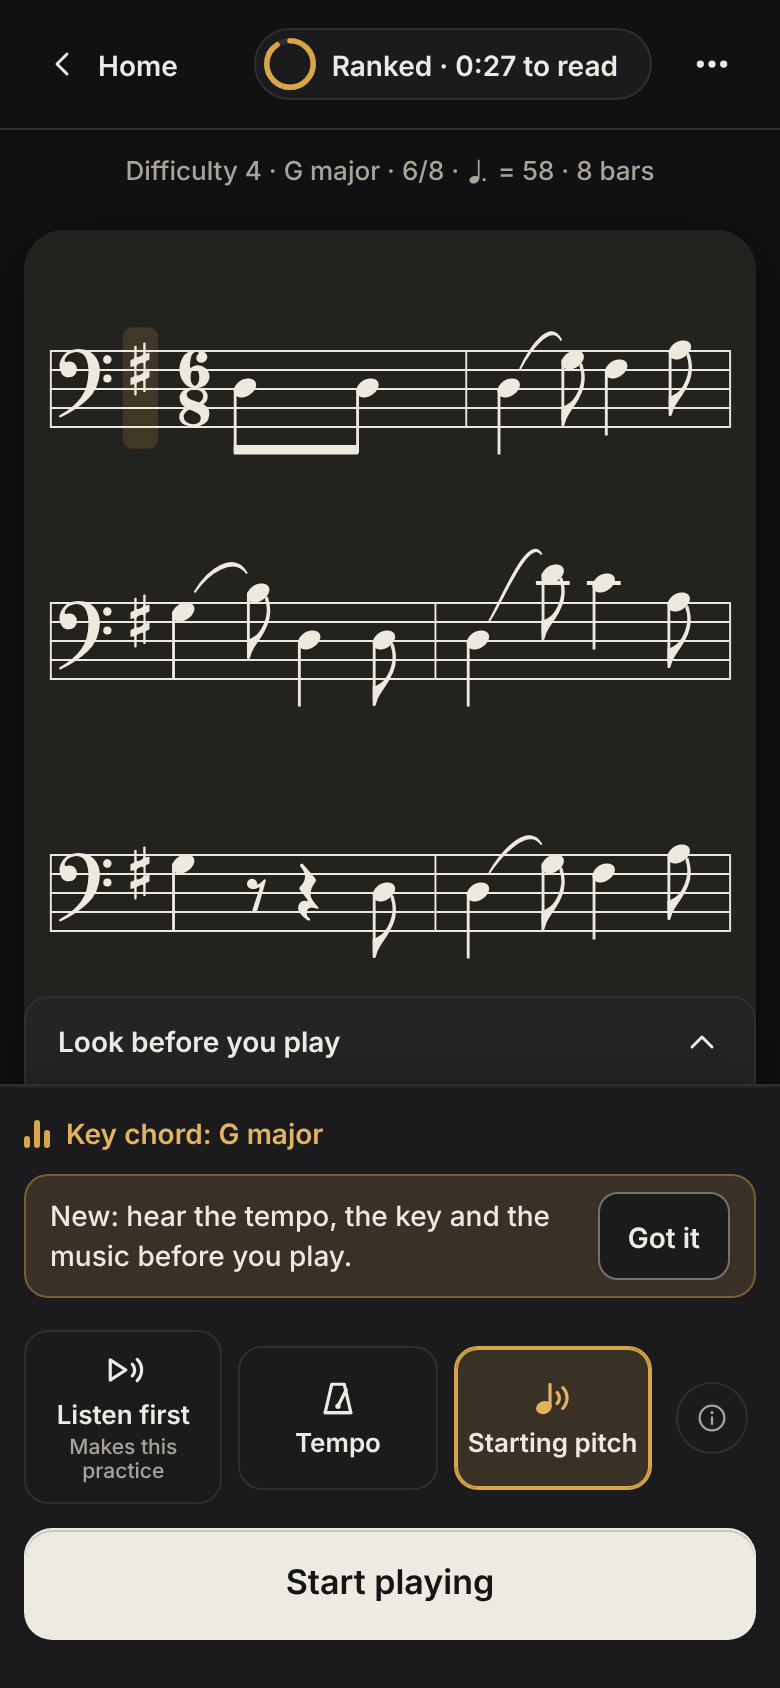 Home
Ranked · 0:27 to read
Difficulty 4 · G major · 6/8 · ♩. = 58 · 8 bars
6
8
Look before you play
Key chord: G major
New: hear the tempo, the key and the
music before you play.
Got it
Listen first
Makes this
practice
Tempo
Starting pitch
Start playing